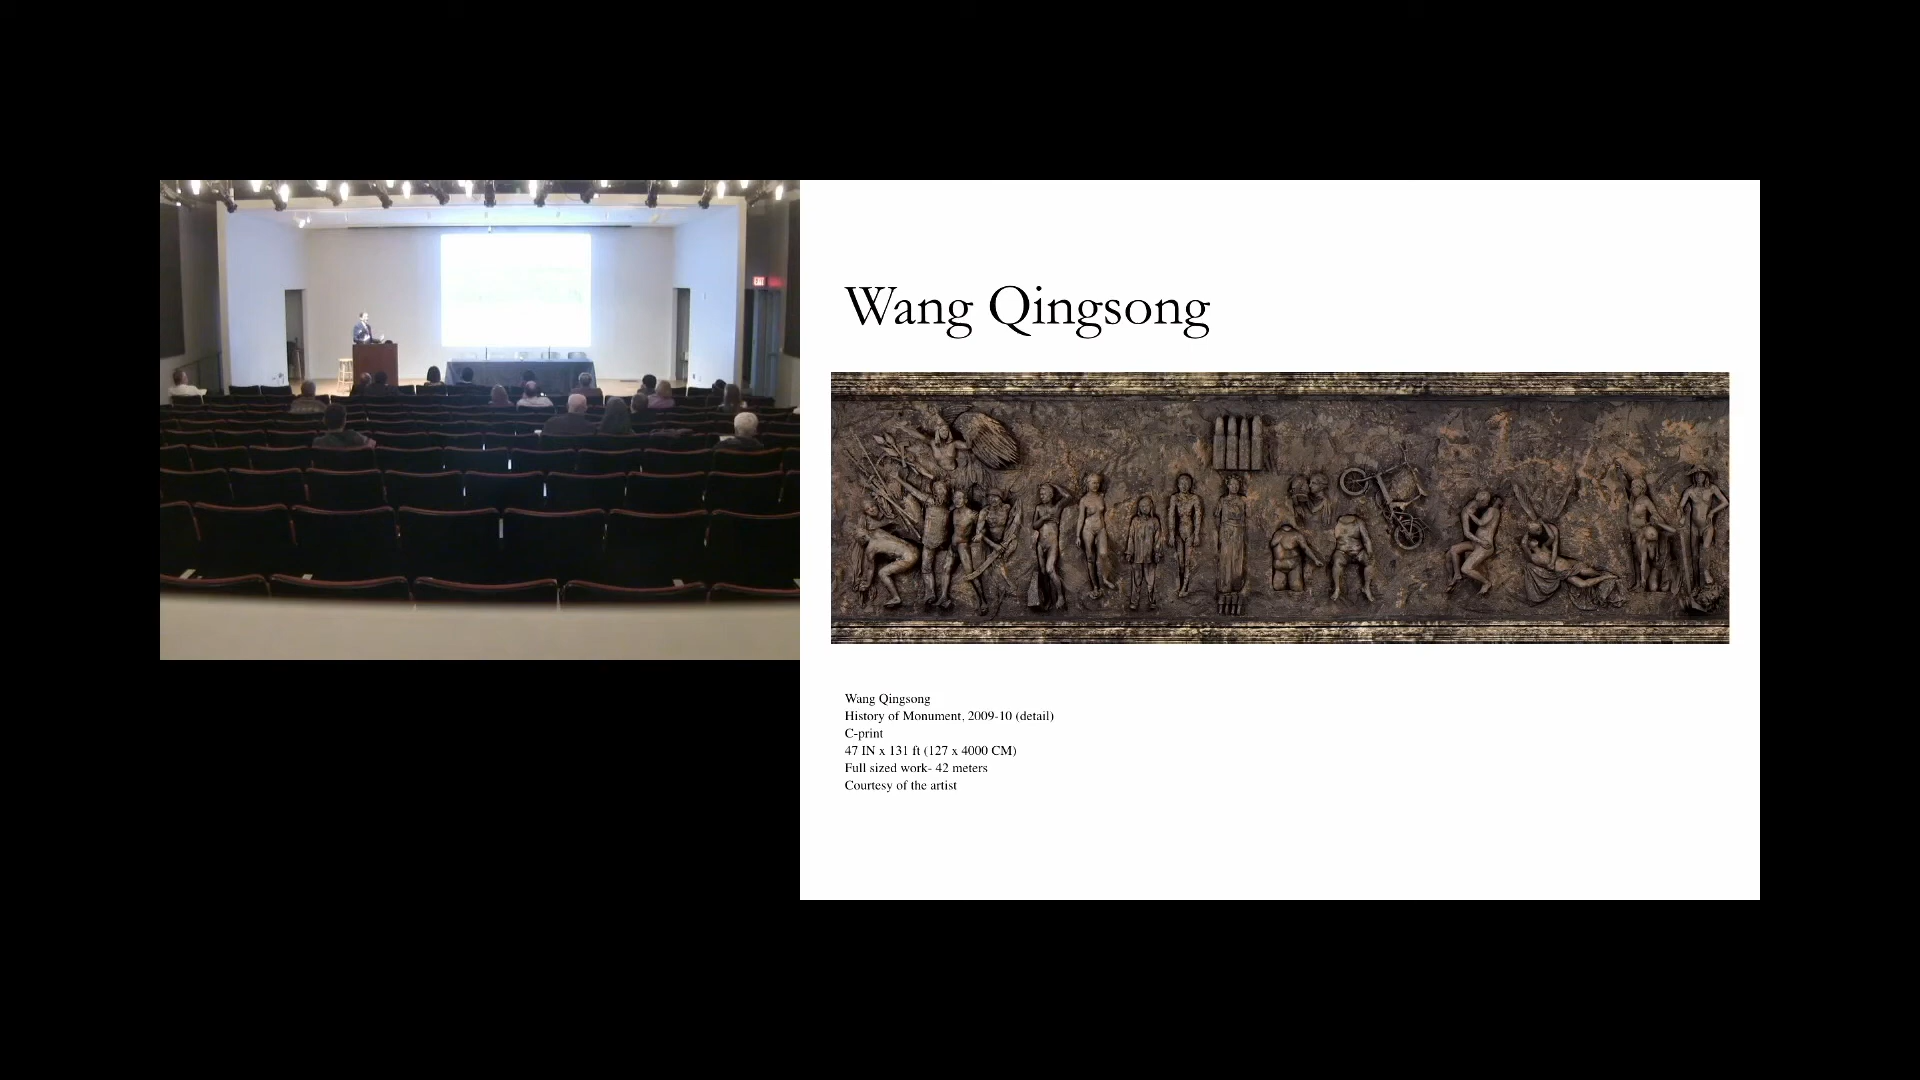 Wang Qingsong
Wang Qingsong
History of Monument, 2009-10 (detail)
C-print
47 IN x 131 ft (127 x 4000 CM)
Full sized work- 42 meters
Courtesy of the artist